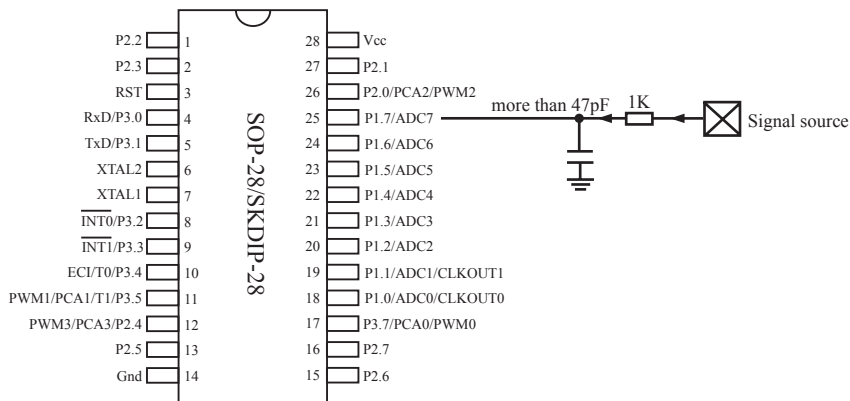 P2.2 1 28 Vcc
P2.3 2 27 P2.1
RST 3 26 P2.0/PCA2/PWM2
RxD/P3.0 4 25 P1.7/ADC7
TxD/P3.1 5 24 P1.6/ADC6
XTAL2 6 23 P1.5/ADC5
XTAL1 7 22 P1.4/ADC4
INT0/P3.2 8 21 P1.3/ADC3
INT1/P3.3 9 20 P1.2/ADC2
ECI/T0/P3.4 10 19 P1.1/ADC1/CLKOUT1
PWM1/PCA1/T1/P3.5 11 18 P1.0/ADC0/CLKOUT0
PWM3/PCA3/P2.4 12 17 P3.7/PCA0/PWM0
P2.5 13 16 P2.7
Gnd 14 15 P2.6
SOP-28/SKDIP-28
more than 47pF
1K
Signal source